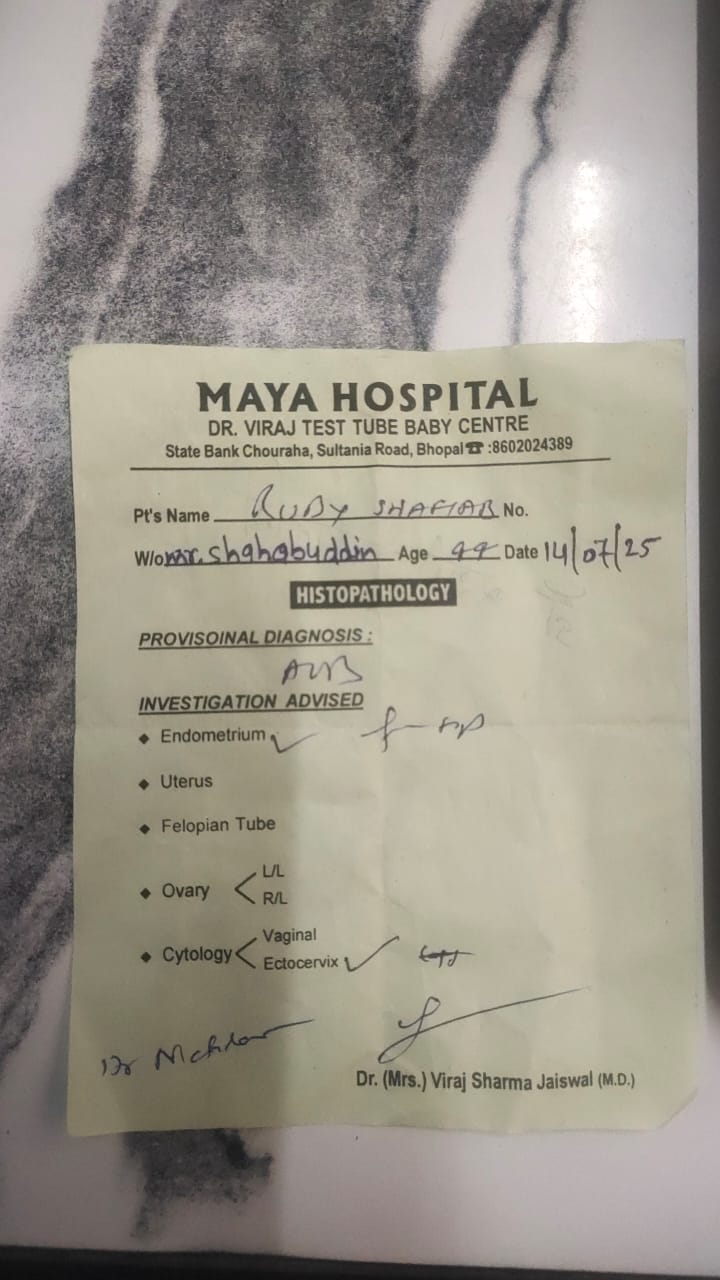 MAYA HOSPITAL
DR. VIRAJ TEST TUBE BABY CENTRE
State Bank Chouraha, Sultania Road, Bhopal ☎ :8602024389
Pt's Name RUBY No.
W/o mr. shahabuddin Age 44 Date 14/07/25
HISTOPATHOLOGY
PROVISOINAL DIAGNOSIS :
AUB
INVESTIGATION ADVISED
◆ Endometrium ✓
◆ Uterus
◆ Felopian Tube
◆ Ovary < L/L
R/L
◆ Cytology < Vaginal
Ectocervix ✓
Dr
Dr. (Mrs.) Viraj Sharma Jaiswal (M.D.)